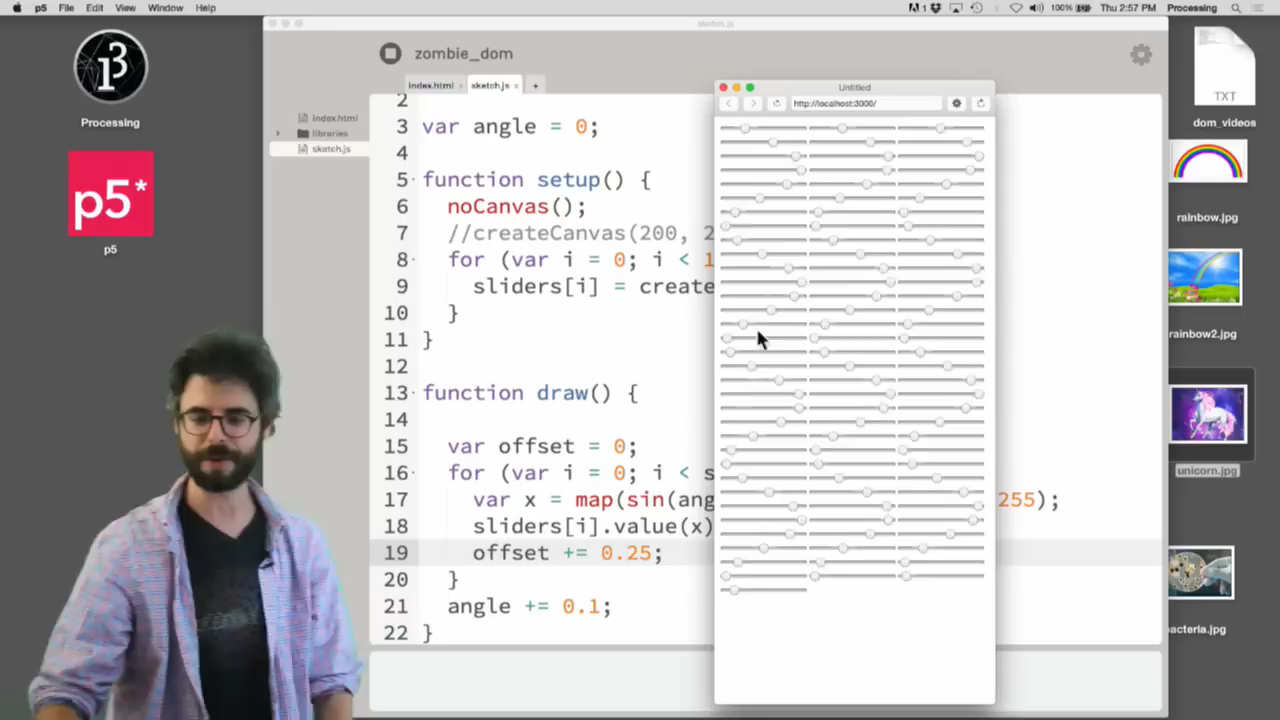 p5 File Edit View Window Help
1 100% Thu 2:57 PM Processing
sketch.js
zombie_dom
index.html sketch.js +
Untitled
http://localhost:3000/
index.html
libraries
sketch.js
Processing
p5*
p5
2
3 var angle = 0;
4
5 function setup() {
6 noCanvas();
7 //createCanvas(200, 2
8 for (var i = 0; i < 1
9 sliders[i] = create
10 }
11 }
12
13 function draw() {
14
15 var offset = 0;
16 for (var i = 0; i < s
17 var x = map(sin(ang 255);
18 sliders[i].value(x)
19 offset += 0.25;
20 }
21 angle += 0.1;
22 }
TXT
dom_videos
rainbow.jpg
rainbow2.jpg
unicorn.jpg
bacteria.jpg